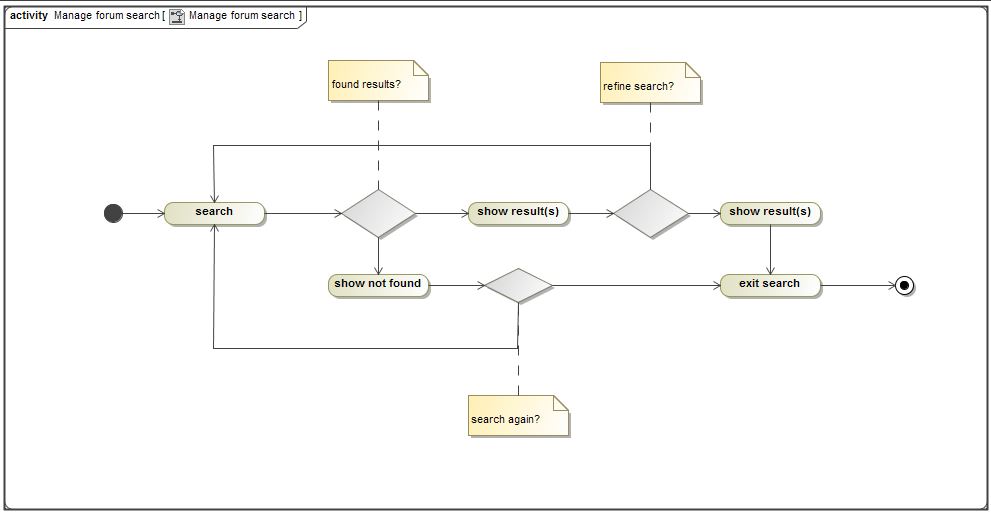 activity Manage forum search [ Manage forum search ]
found results?
refine search?
search
show result(s)
show result(s)
show not found
exit search
search again?